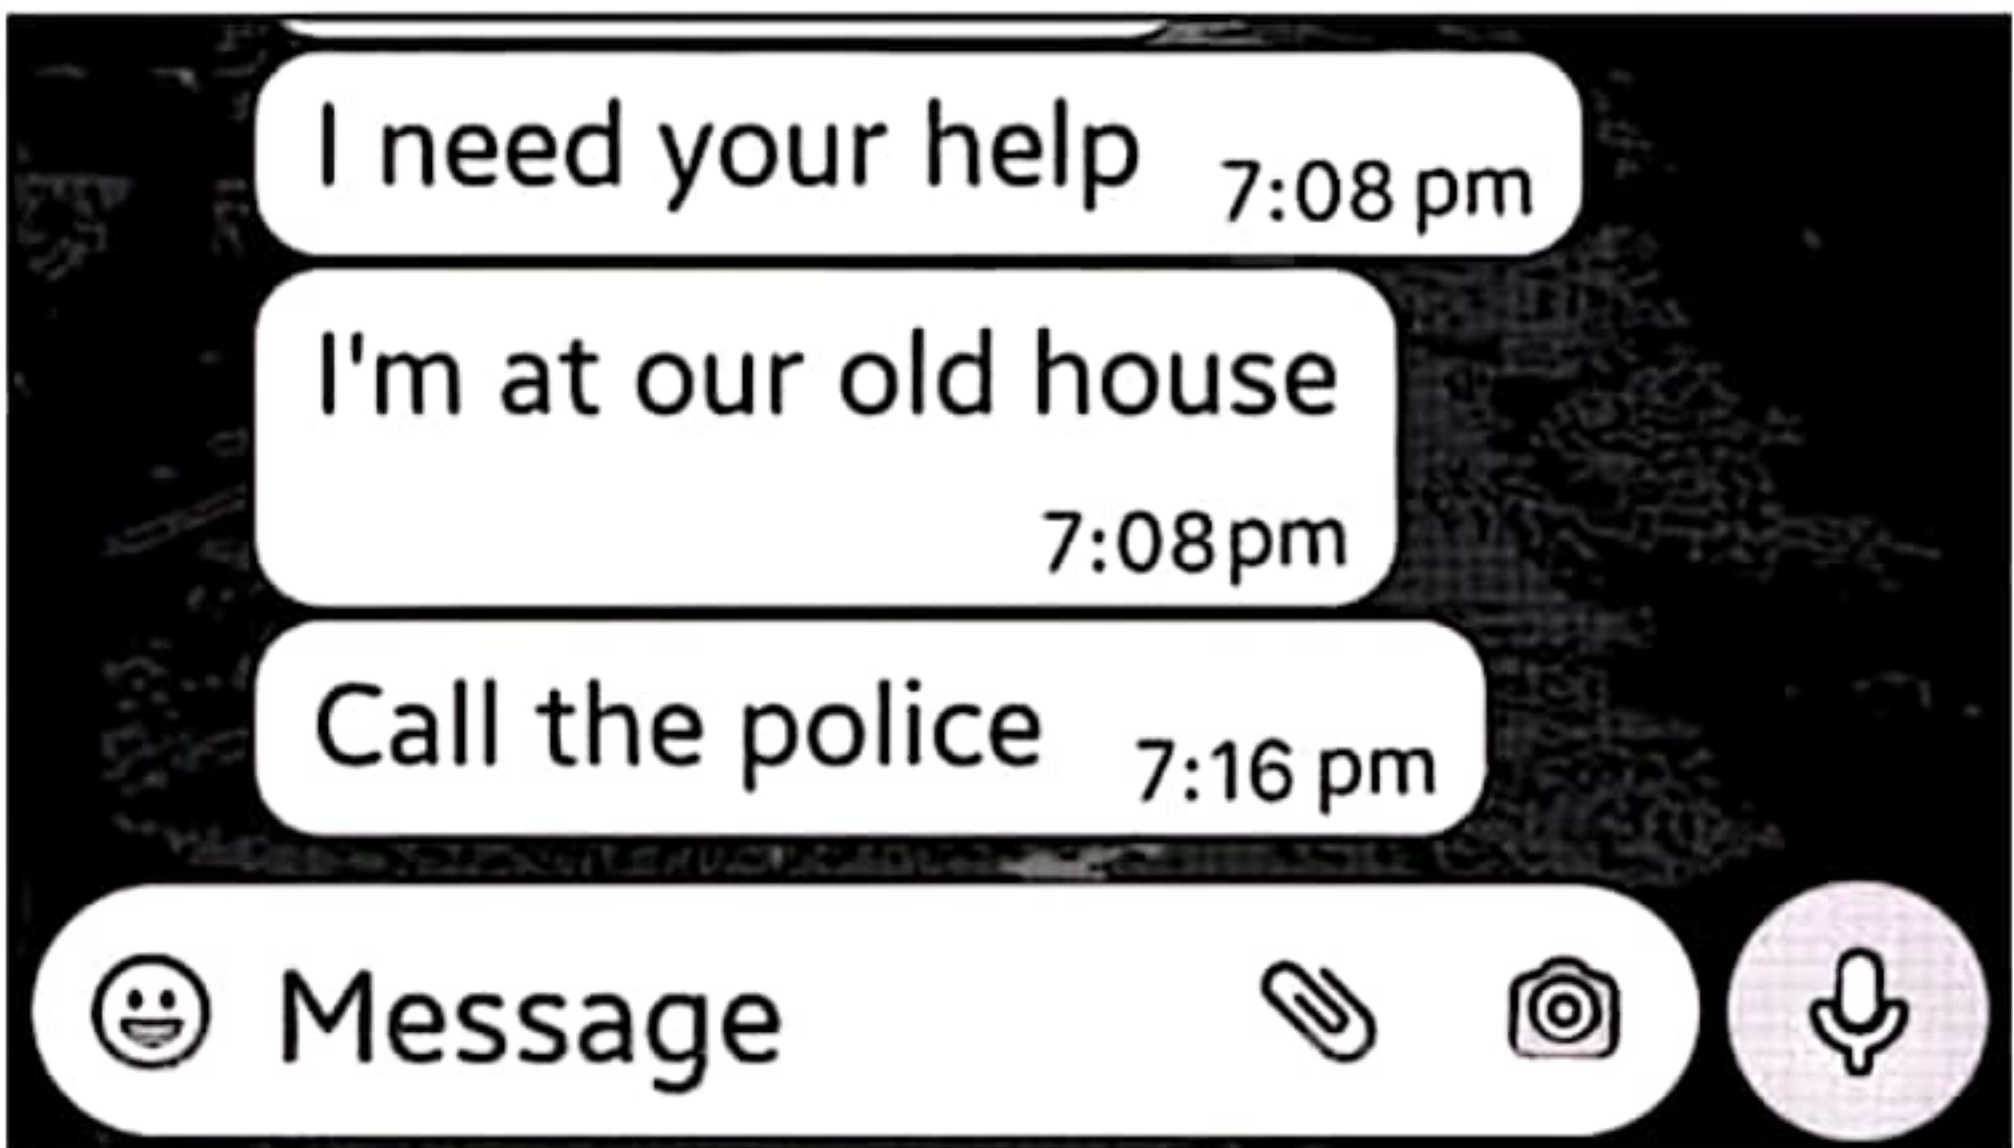 I need your help 7:08 pm
I'm at our old house
7:08pm
Call the police 7:16 pm
Message